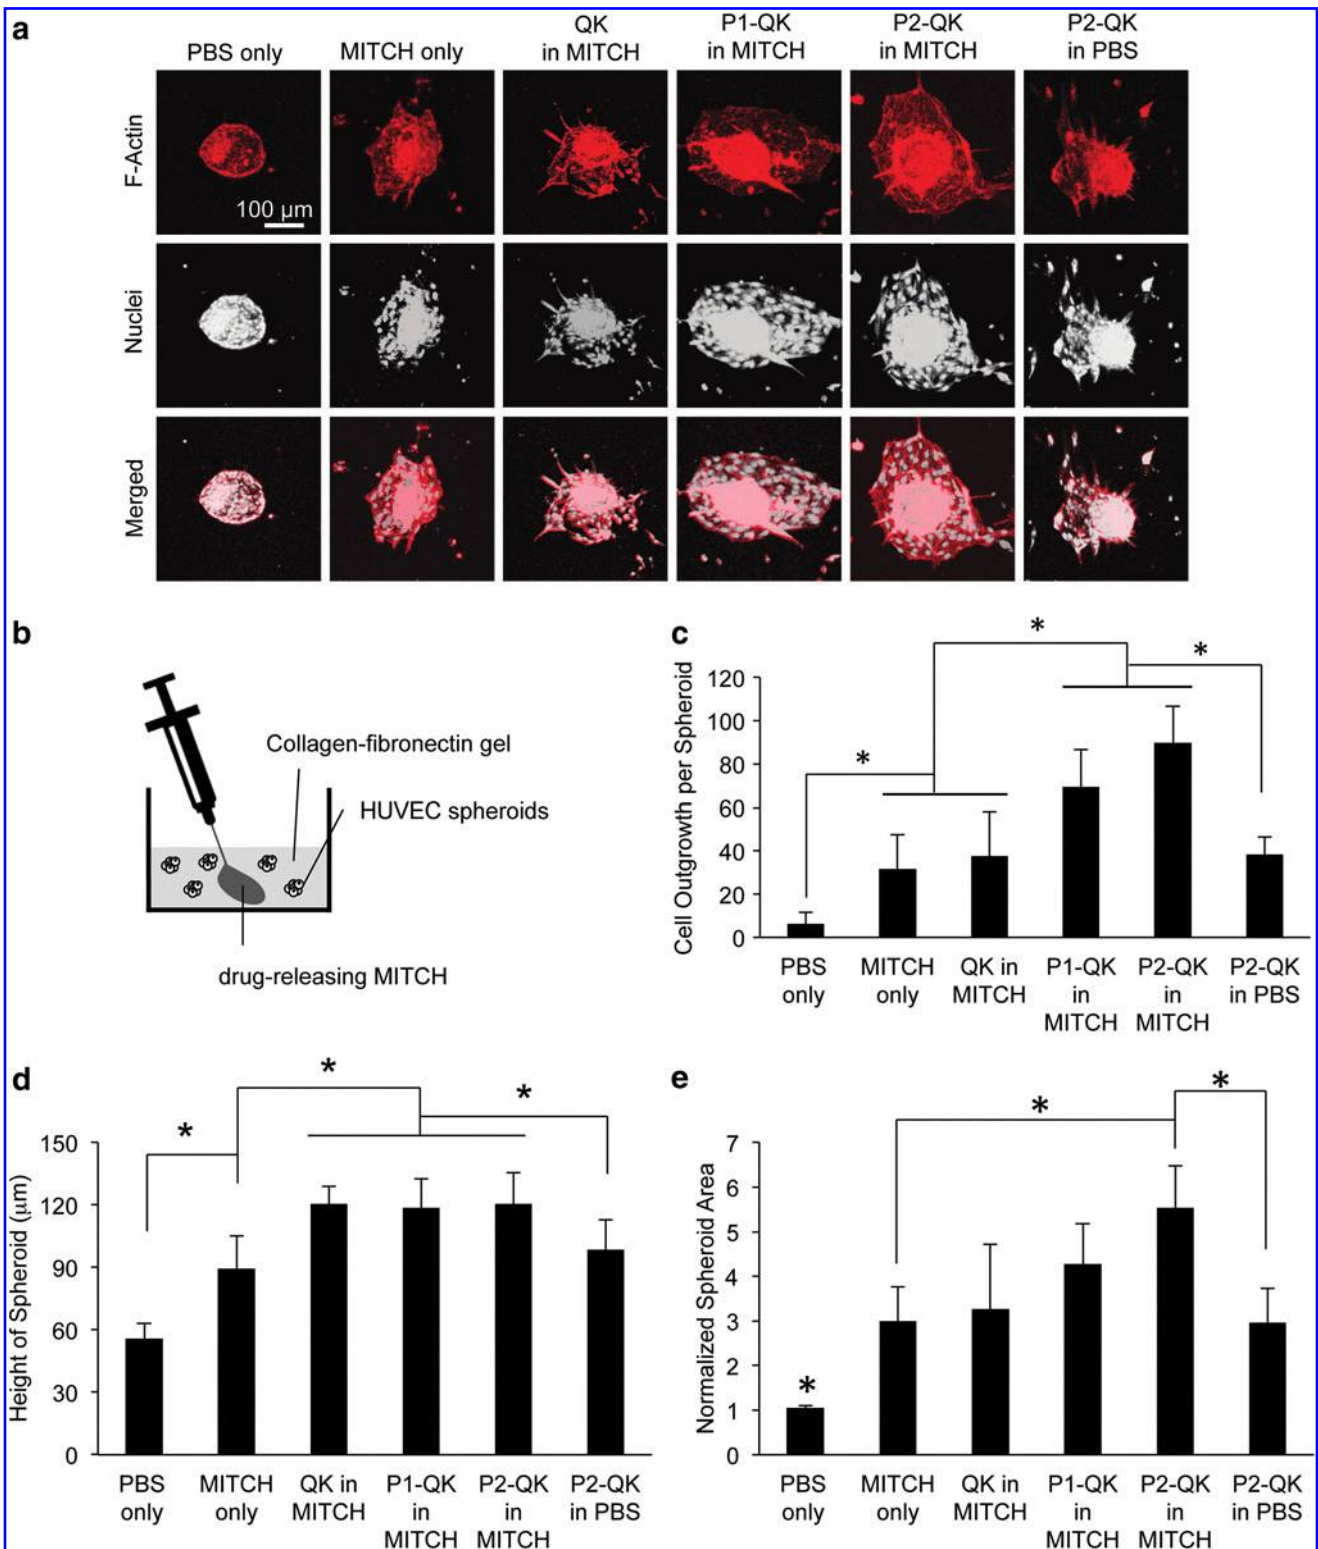 a
PBS only
MITCH only
QK
in MITCH
P1-QK
in MITCH
P2-QK
in MITCH
P2-QK
in PBS
F-Actin
100 µm
Nuclei
Merged
b
Collagen-fibronectin gel
HUVEC spheroids
drug-releasing MITCH
c
Cell Outgrowth per Spheroid
120
100
80
60
40
20
0
*
*
*
PBS
only
MITCH
only
QK in
MITCH
P1-QK
in
MITCH
P2-QK
in
MITCH
P2-QK
in PBS
d
Height of Spheroid (µm)
150
120
90
60
30
0
*
*
*
PBS
only
MITCH
only
QK in
MITCH
P1-QK
in
MITCH
P2-QK
in
MITCH
P2-QK
in PBS
e
Normalized Spheroid Area
7
6
5
4
3
2
1
0
*
*
*
PBS
only
MITCH
only
QK in
MITCH
P1-QK
in
MITCH
P2-QK
in
MITCH
P2-QK
in PBS